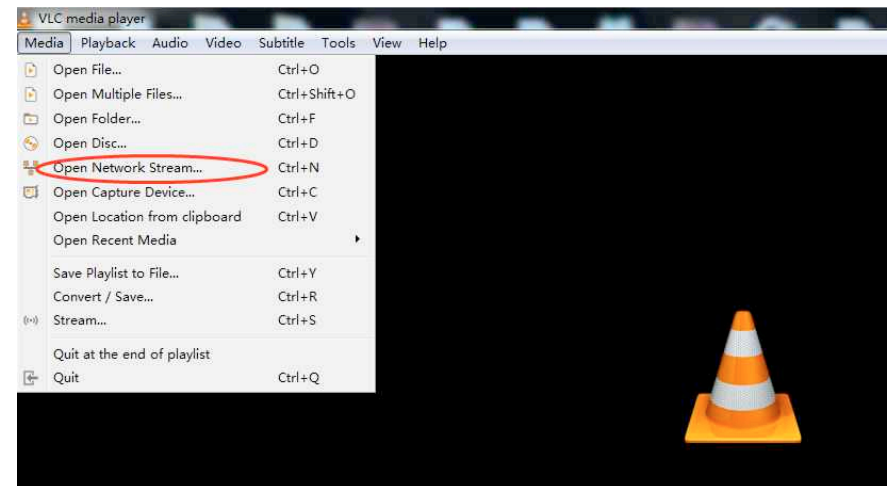 VLC media player
Media Playback Audio Video Subtitle Tools View Help
Open File... Ctrl+O
Open Multiple Files... Ctrl+Shift+O
Open Folder... Ctrl+F
Open Disc... Ctrl+D
Open Network Stream... Ctrl+N
Open Capture Device... Ctrl+C
Open Location from clipboard Ctrl+V
Open Recent Media
Save Playlist to File... Ctrl+Y
Convert / Save... Ctrl+R
Stream... Ctrl+S
Quit at the end of playlist
Quit Ctrl+Q